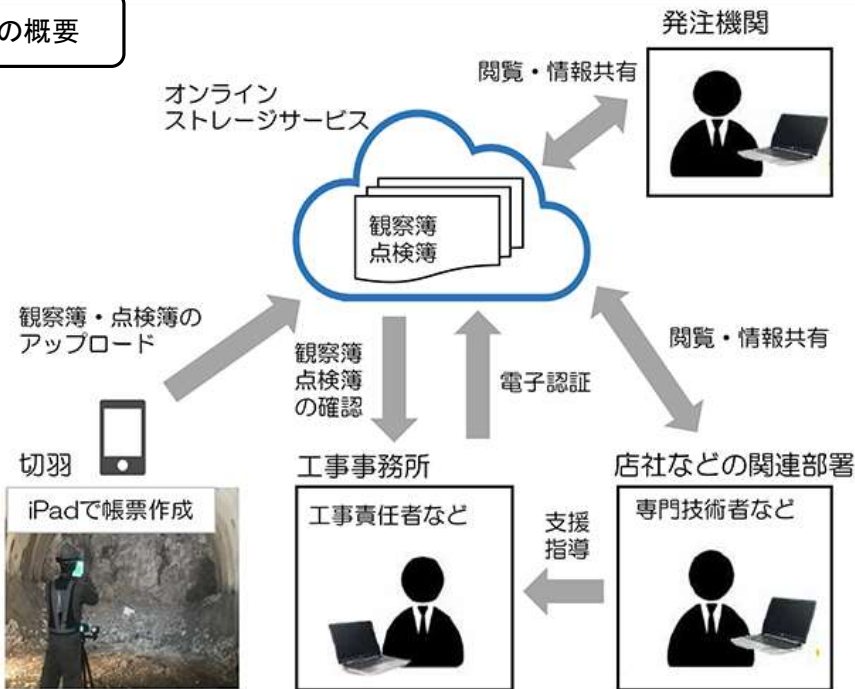 の概要
発注機関
閲覧・情報共有
オンライン
ストレージサービス
観察簿
点検簿
観察簿・点検簿の
アップロード
観察簿
点検簿
の確認
電子認証
閲覧・情報共有
切羽
工事事務所
店社などの関連部署
iPadで帳票作成
工事責任者など
支援
指導
専門技術者など